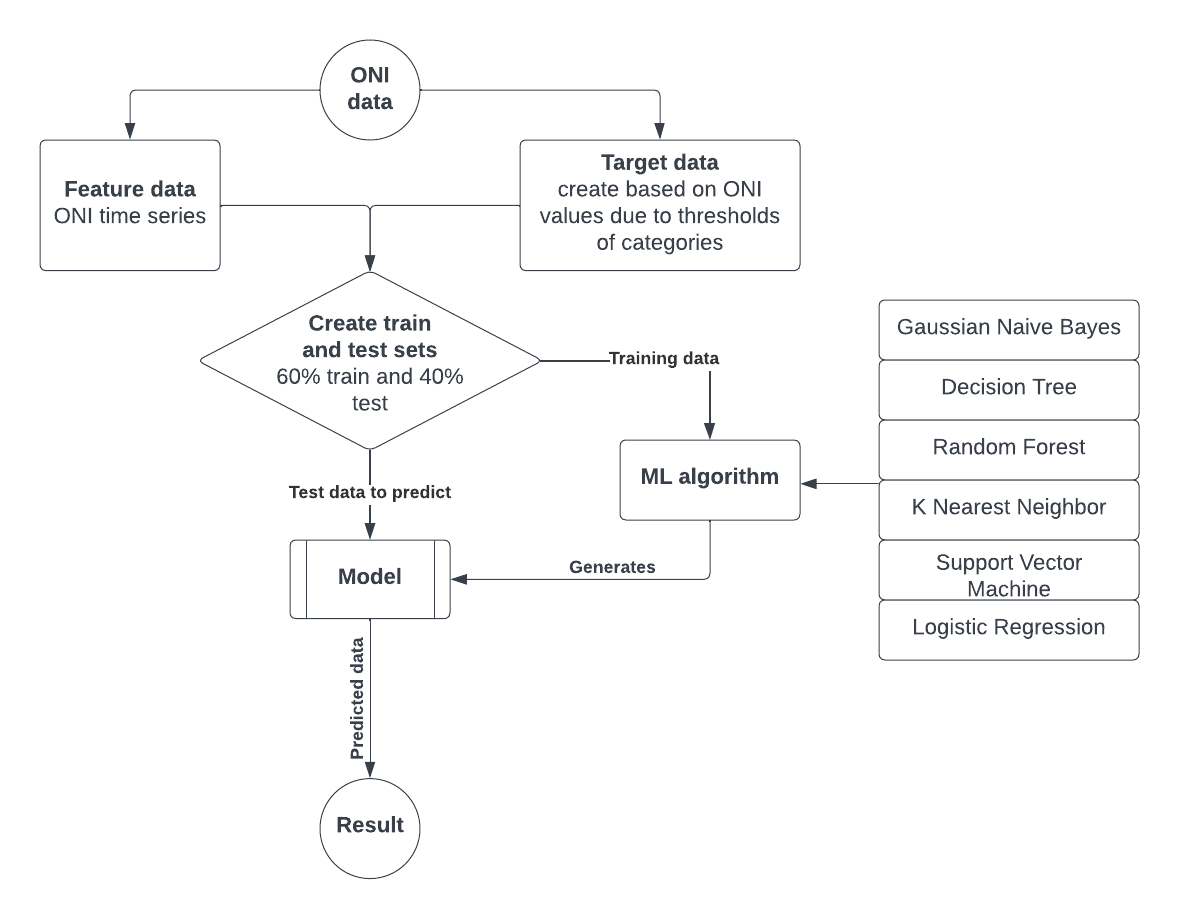 ONI
data
Feature data
ONI time series
Target data
create based on ONI
values due to thresholds
of categories
Create train
and test sets
60% train and 40%
test
Training data
Gaussian Naive Bayes
Decision Tree
Random Forest
K Nearest Neighbor
Support Vector
Machine
Logistic Regression
ML algorithm
Test data to predict
Generates
Model
Predicted data
Result